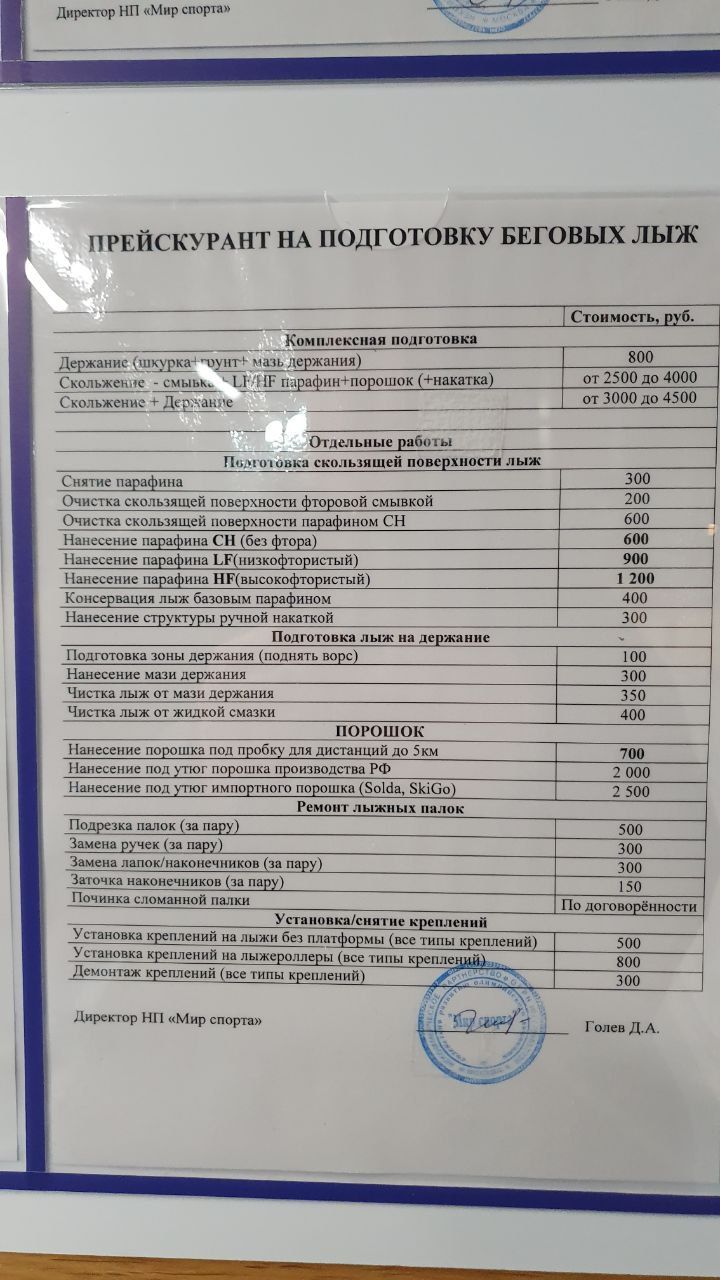 Директор НП «Мир спорта»
ПРЕЙСКУРАНТ НА ПОДГОТОВКУ БЕГОВЫХ ЛЫЖ
Стоимость, руб.
Комплексная подготовка
Держание (шкурка+грунт+ мазь держания) 800
Скольжение - смывка LF/HF парафин+порошок (+накатка) от 2500 до 4000
Скольжение + Держание от 3000 до 4500
Отдельные работы
Подготовка скользящей поверхности лыж
Снятие парафина 300
Очистка скользящей поверхности фторовой смывкой 200
Очистка скользящей поверхности парафином CH 600
Нанесение парафина CH (без фтора) 600
Нанесение парафина LF(низкофтористый) 900
Нанесение парафина HF(высокофтористый) 1 200
Консервация лыж базовым парафином 400
Нанесение структуры ручной накаткой 300
Подготовка лыж на держание
Подготовка зоны держания (поднять ворс) 100
Нанесение мази держания 300
Чистка лыж от мази держания 350
Чистка лыж от жидкой смазки 400
ПОРОШОК
Нанесение порошка под пробку для дистанций до 5км 700
Нанесение под утюг порошка производства РФ 2 000
Нанесение под утюг импортного порошка (Solda, SkiGo) 2 500
Ремонт лыжных палок
Подрезка палок (за пару) 500
Замена ручек (за пару) 300
Замена лапок/наконечников (за пару) 300
Заточка наконечников (за пару) 150
Починка сломанной палки По договорённости
Установка/снятие креплений
Установка креплений на лыжи без платформы (все типы креплений) 500
Установка креплений на лыжероллеры (все типы креплений) 800
Демонтаж креплений (все типы креплений) 300
Директор НП «Мир спорта» Голев Д.А.
"Мир спорта"